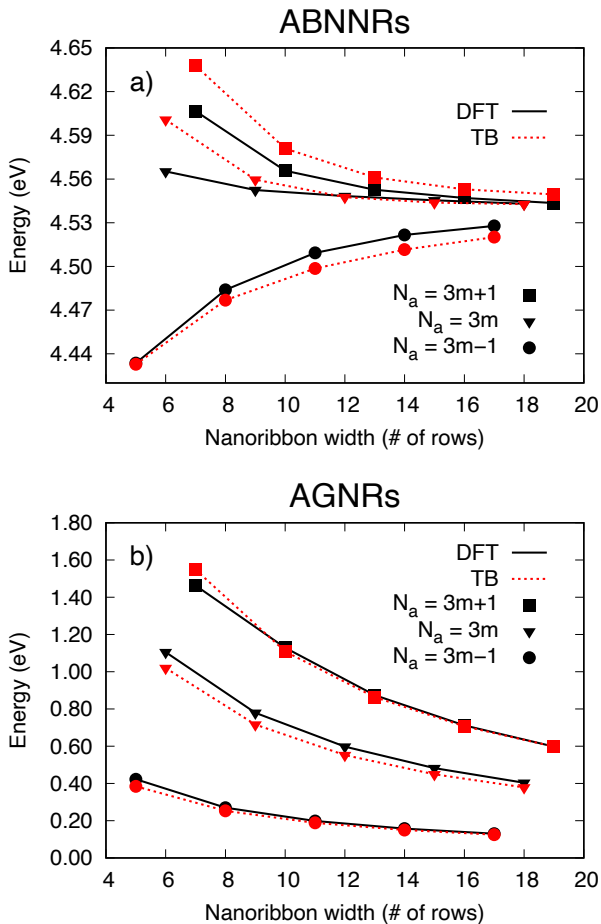 ABNNRs
a)
4.65
4.62
4.59
4.56
4.53
4.50
4.47
4.44
Energy (eV)
DFT
TB
N_a = 3m+1
N_a = 3m
N_a = 3m−1
4 6 8 10 12 14 16 18 20
Nanoribbon width (# of rows)
AGNRs
b)
1.80
1.60
1.40
1.20
1.00
0.80
0.60
0.40
0.20
0.00
Energy (eV)
DFT
TB
N_a = 3m+1
N_a = 3m
N_a = 3m−1
4 6 8 10 12 14 16 18 20
Nanoribbon width (# of rows)